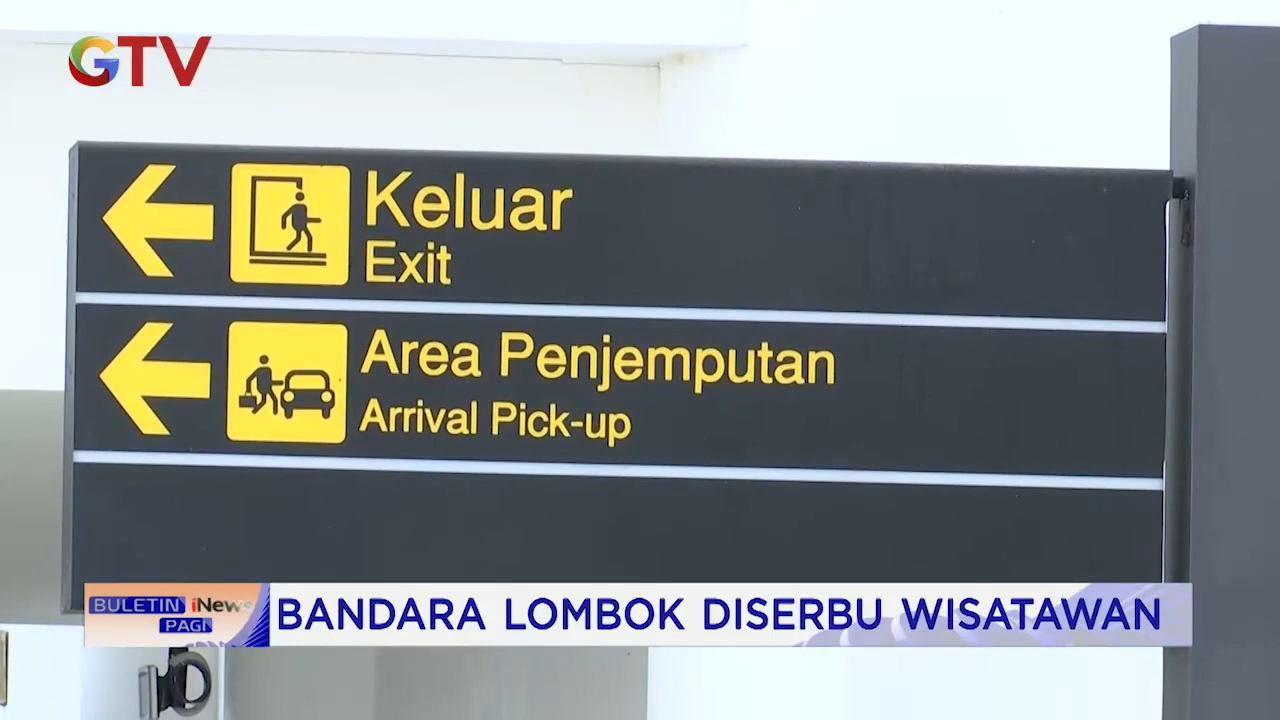 GTV
Keluar
Exit
Area Penjemputan
Arrival Pick-up
BULETIN iNews
PAGI
BANDARA LOMBOK DISERBU WISATAWAN